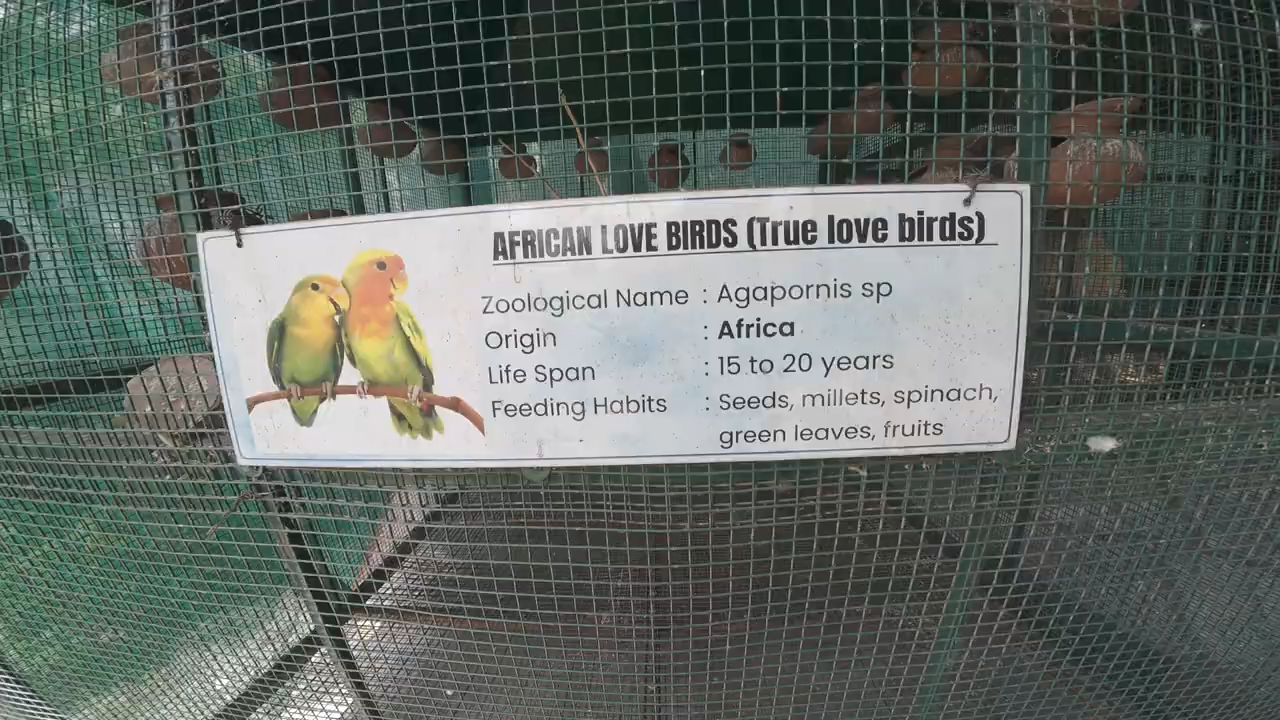 AFRICAN LOVE BIRDS (True love birds)
Zoological Name : Agapornis sp
Origin : Africa
Life Span : 15 to 20 years
Feeding Habits : Seeds, millets, spinach,
green leaves, fruits